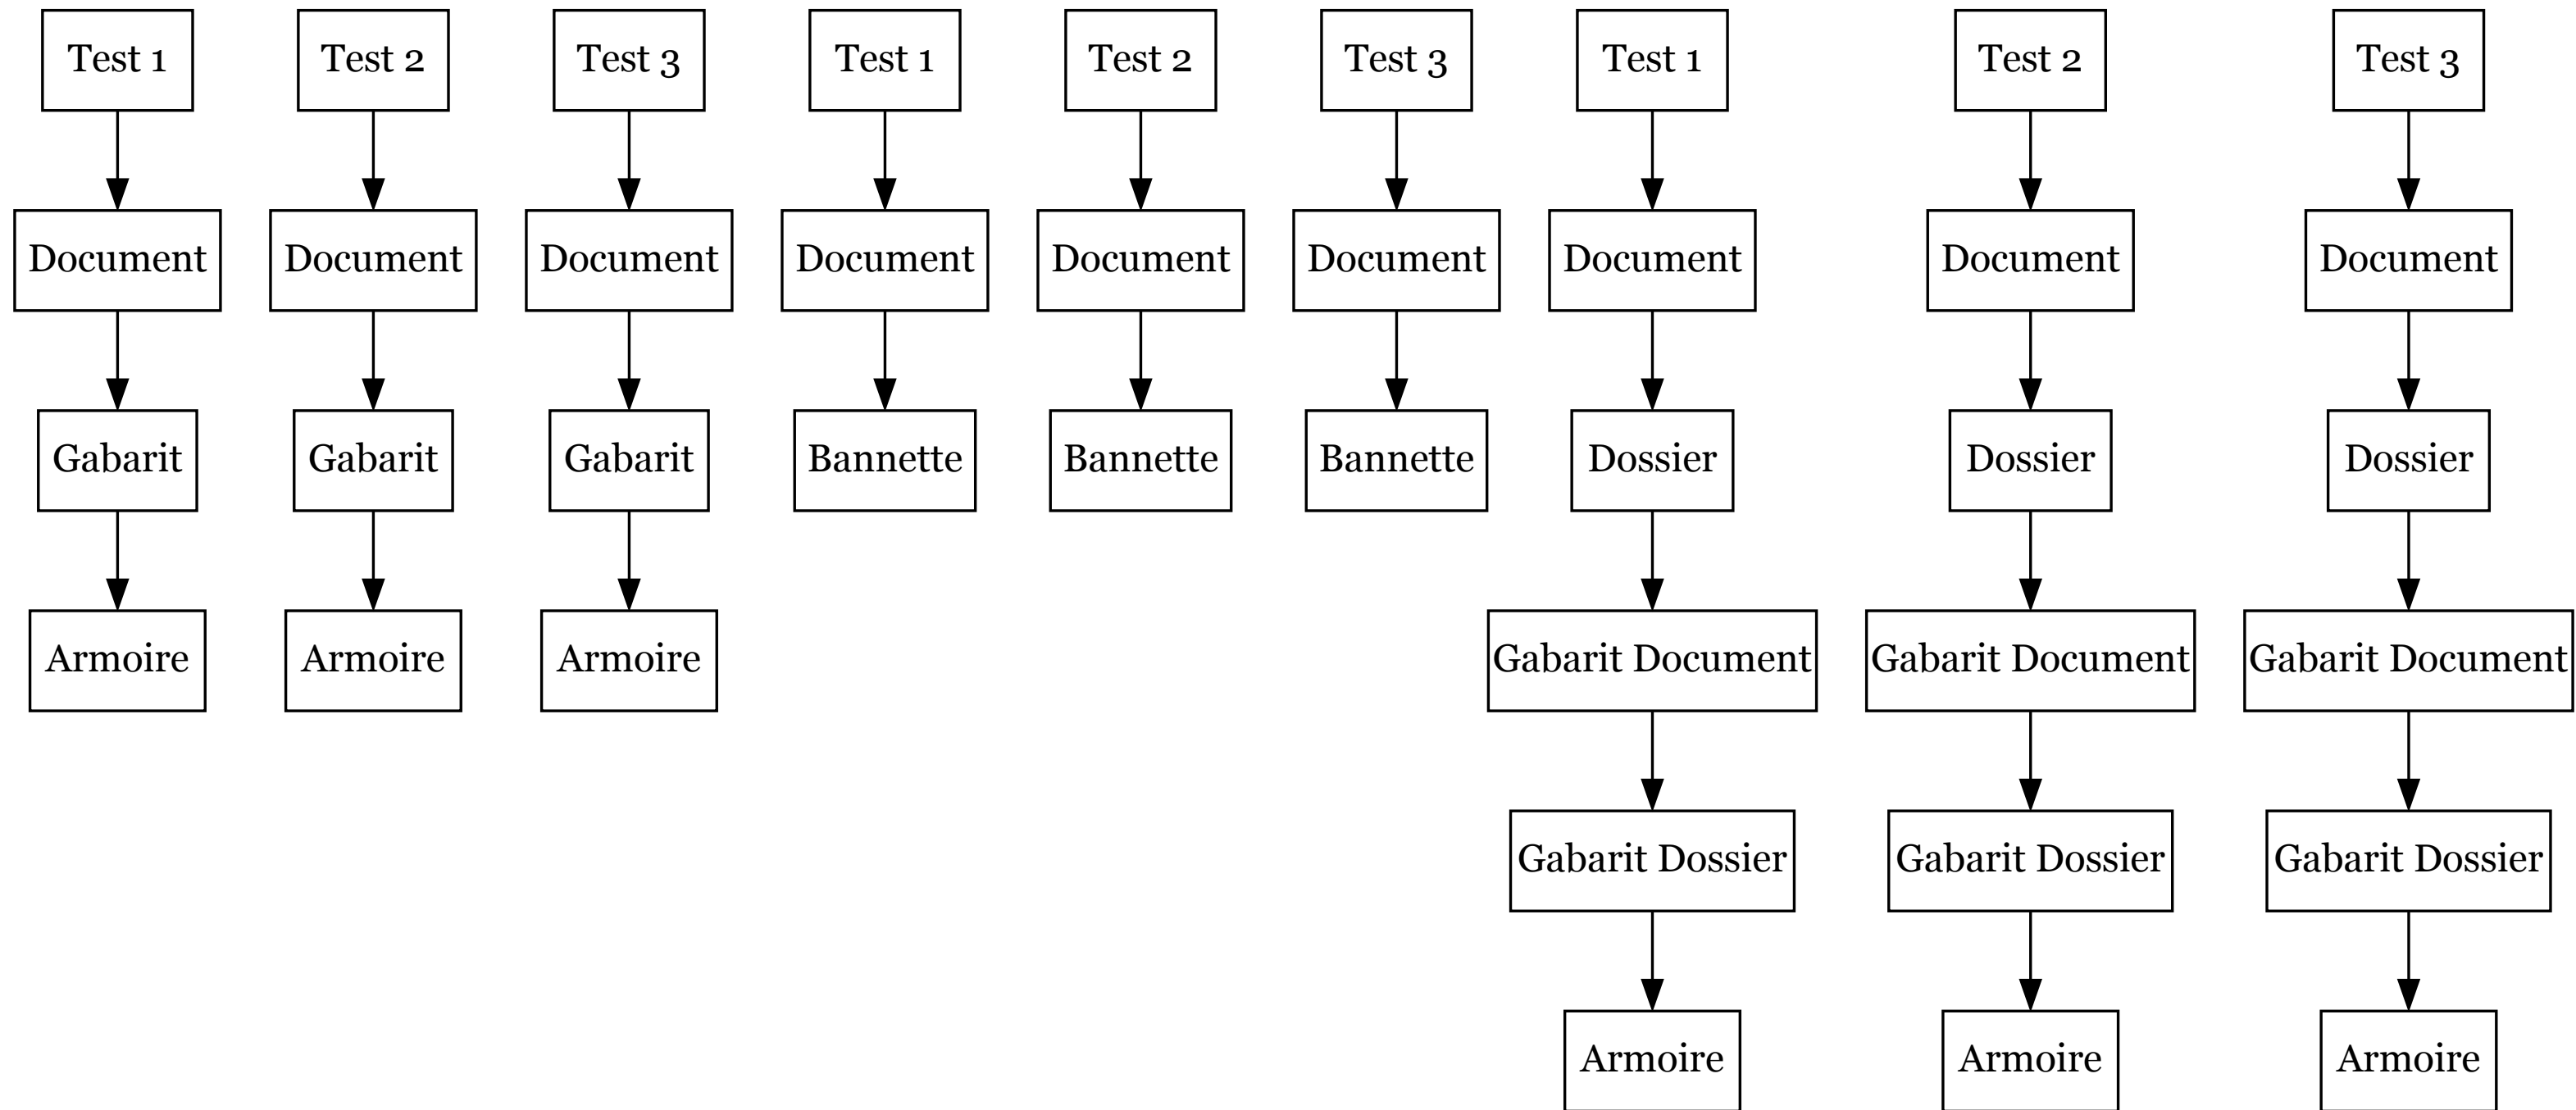 Test 1
Test 2
Test 3
Test 1
Test 2
Test 3
Test 1
Test 2
Test 3
Document
Document
Document
Document
Document
Document
Document
Document
Document
Gabarit
Gabarit
Gabarit
Bannette
Bannette
Bannette
Dossier
Dossier
Dossier
Armoire
Armoire
Armoire
Gabarit Document
Gabarit Document
Gabarit Document
Gabarit Dossier
Gabarit Dossier
Gabarit Dossier
Armoire
Armoire
Armoire